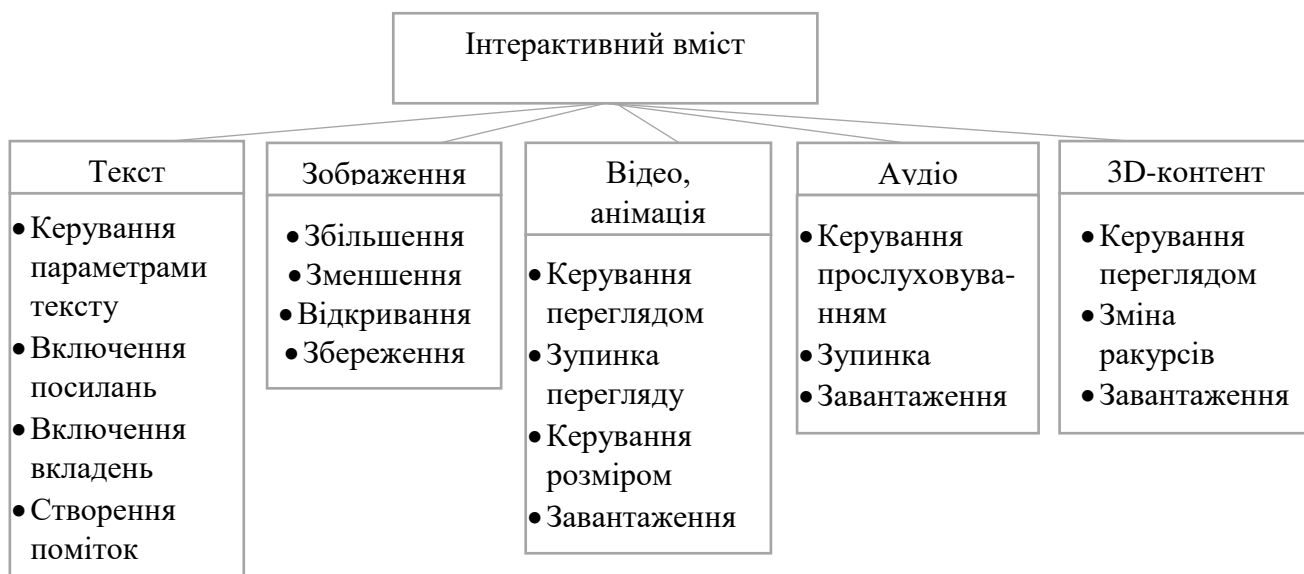 Інтерактивний вміст
Текст
• Керування
параметрами
тексту
• Включення
посилань
• Включення
вкладень
• Створення
поміток
Зображення
• Збільшення
• Зменшення
• Відкривання
• Збереження
Відео,
анімація
• Керування
переглядом
• Зупинка
перегляду
• Керування
розміром
• Завантаження
Аудіо
• Керування
прослуховува-
нням
• Зупинка
• Завантаження
3D-контент
• Керування
переглядом
• Зміна
ракурсів
• Завантаження